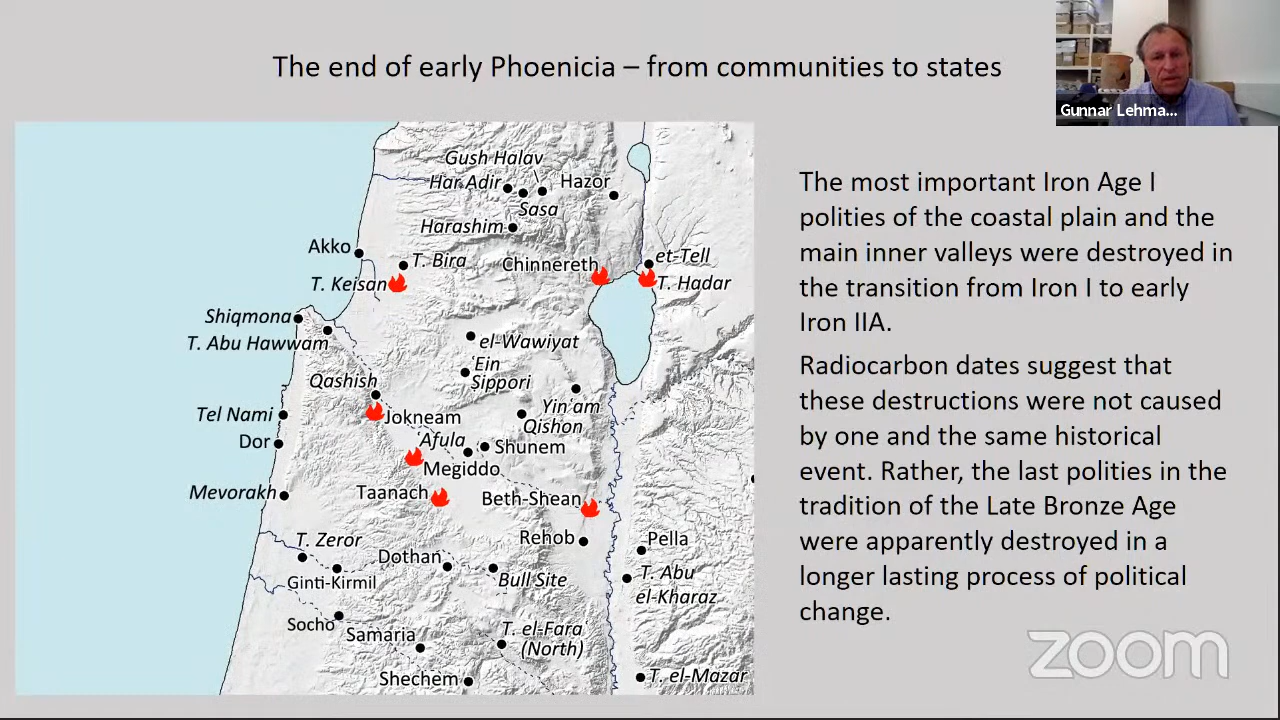 The end of early Phoenicia – from communities to states
Gunnar Lehma...
Gush Halav
Har Adir
Hazor
Sasa
Harashim
Akko
T. Bira
Chinnereth
et-Tell
T. Keisan
T. Hadar
Shiqmona
T. Abu Hawwam
el-Wawiyat
'Ein
Sippori
Qashish
Yin'am
Tel Nami
Jokneam
Qishon
Dor
Afula
Shunem
Megiddo
Mevorakh
Taanach
Beth-Shean
Rehob
Pella
T. Zeror
Dothan
Ginti-Kirmil
Bull Site
T. Abu
el-Kharaz
Socho
Samaria
T. el-Fara'
(North)
Shechem
T. el-Mazar
The most important Iron Age I
polities of the coastal plain and the
main inner valleys were destroyed in
the transition from Iron I to early
Iron IIA.
Radiocarbon dates suggest that
these destructions were not caused
by one and the same historical
event. Rather, the last polities in the
tradition of the Late Bronze Age
were apparently destroyed in a
longer lasting process of political
change.
zoom